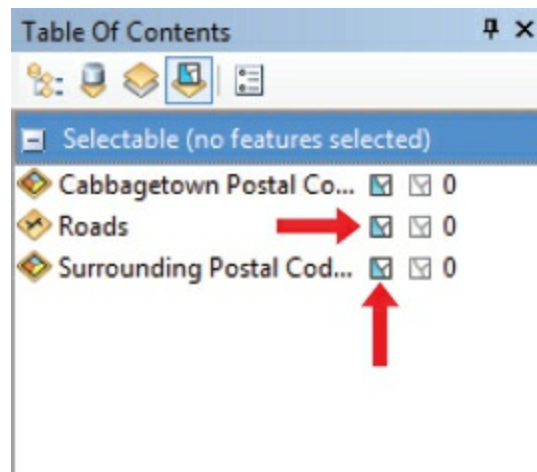 Table Of Contents
Selectable (no features selected)
Cabbagetown Postal Co... 0
Roads 0
Surrounding Postal Cod... 0